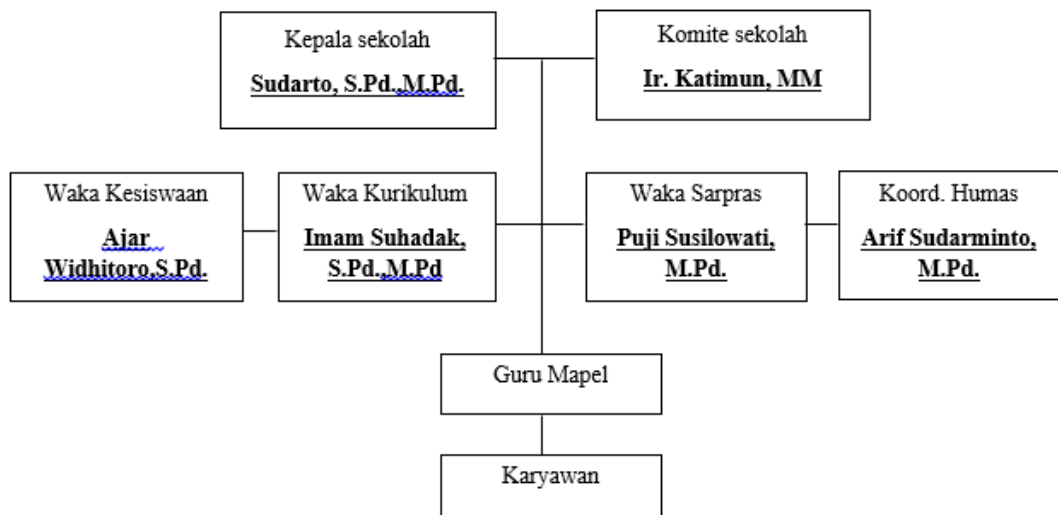 Kepala sekolah
Sudarto, S.Pd.,M.Pd.
Komite sekolah
Ir. Katimun, MM
Waka Kesiswaan
Ajar
Widhitoro,S.Pd.
Waka Kurikulum
Imam Suhadak,
S.Pd.,M.Pd
Waka Sarpras
Puji Susilowati,
M.Pd.
Koord. Humas
Arif Sudarminto,
M.Pd.
Guru Mapel
Karyawan